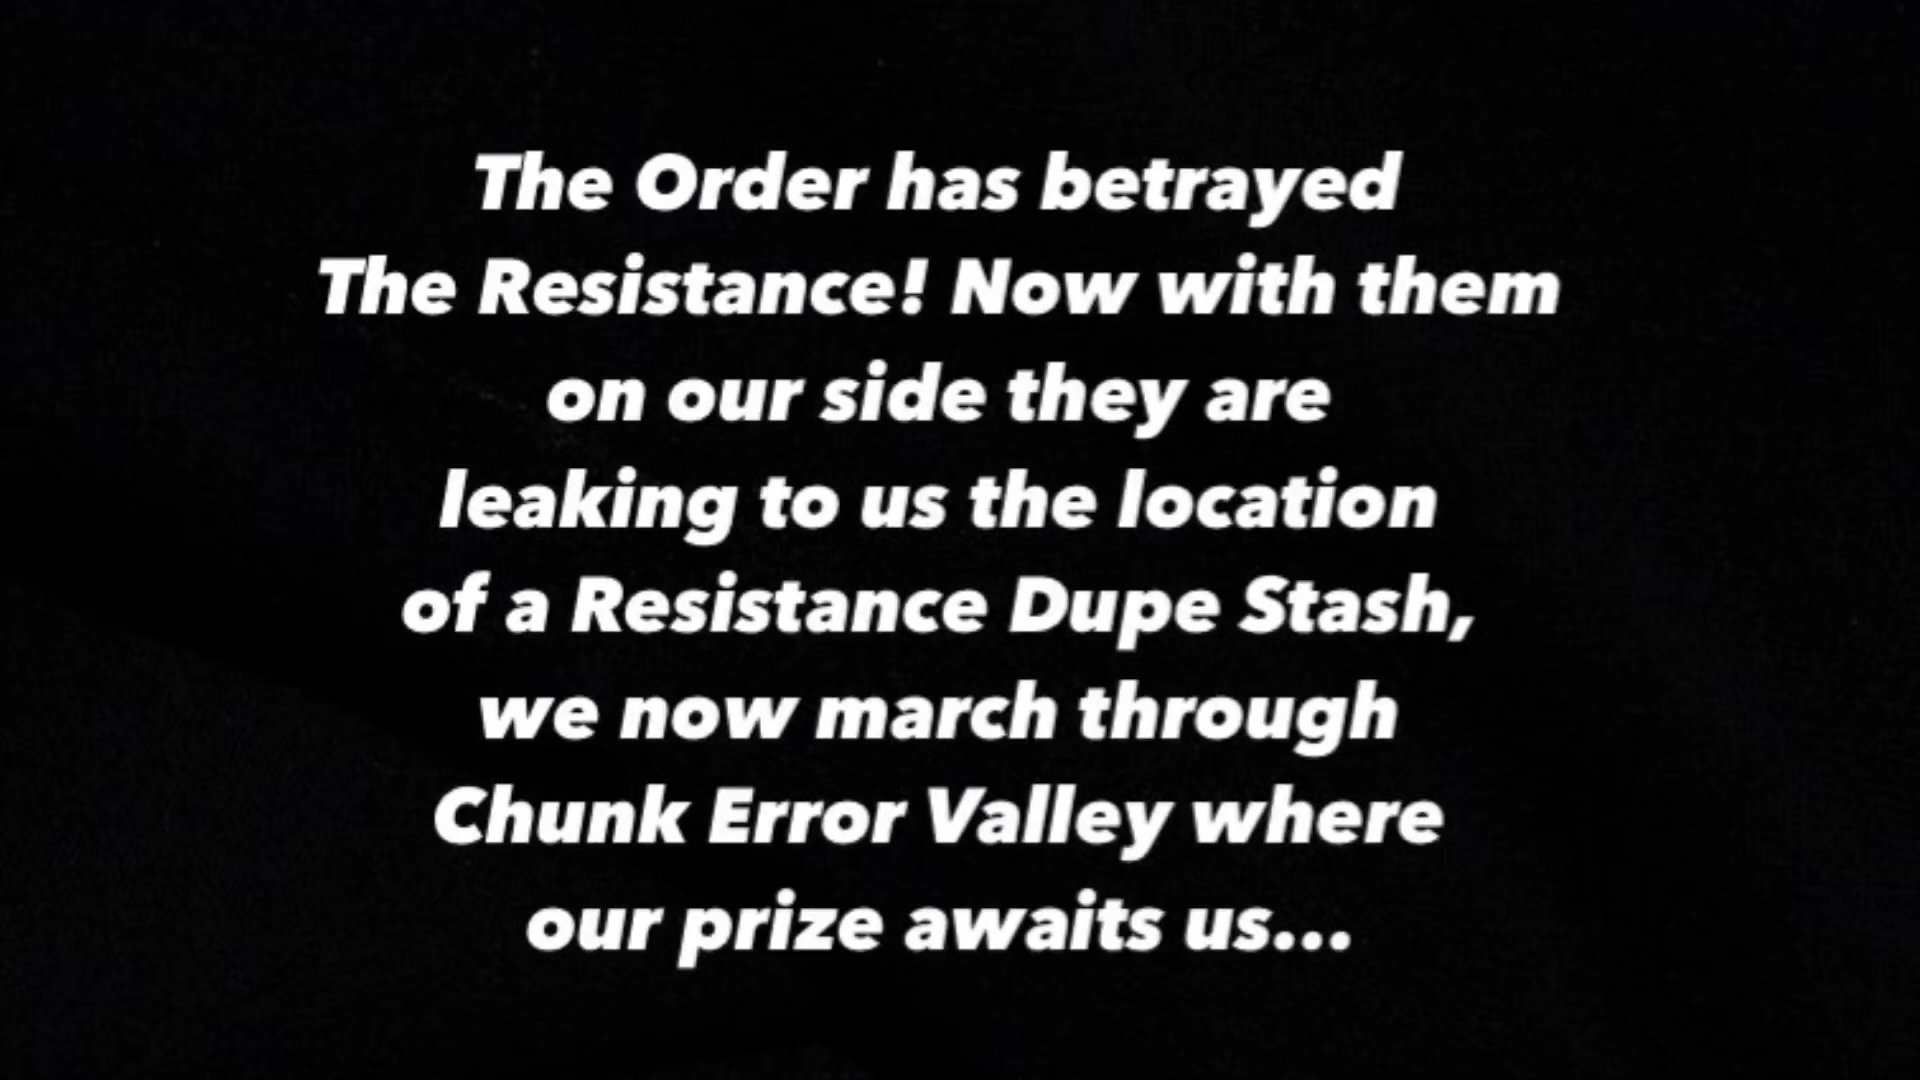 The Order has betrayed
The Resistance! Now with them
on our side they are
leaking to us the location
of a Resistance Dupe Stash,
we now march through
Chunk Error Valley where
our prize awaits us...